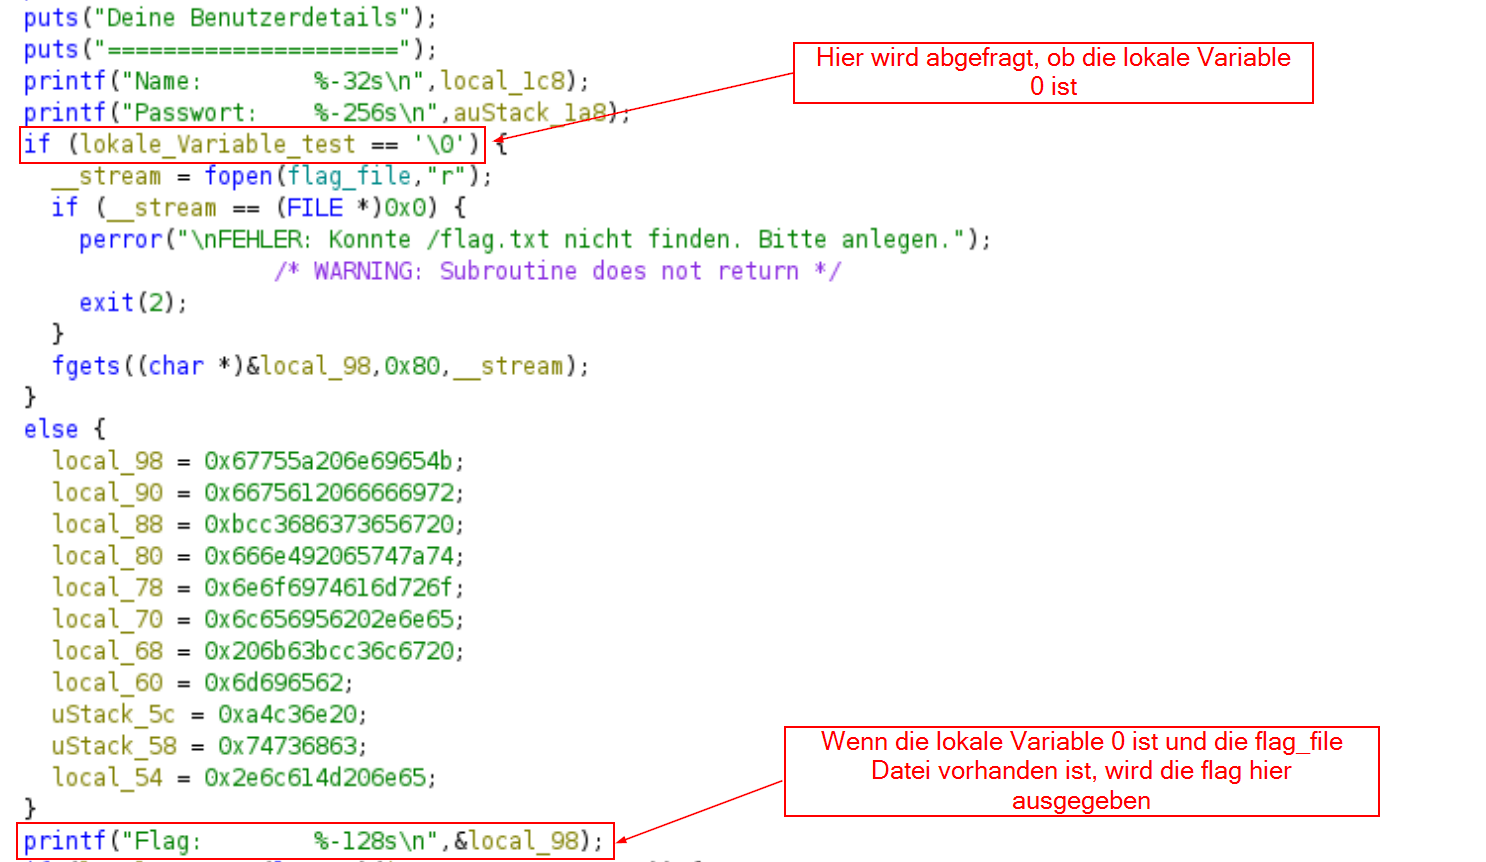 puts("Deine Benutzerdetails");
puts("=====================");
Hier wird abgefragt, ob die lokale Variable
0 ist
printf("Name:        %-32s\n",local_1c8);
printf("Passwort:    %-256s\n",auStack_1a8);
if (lokale_Variable_test == '\0') {
__stream = fopen(flag_file,"r");
if (__stream == (FILE *)0x0) {
perror("\nFEHLER: Konnte /flag.txt nicht finden. Bitte anlegen.");
/* WARNING: Subroutine does not return */
exit(2);
}
fgets((char *)&local_98,0x80,__stream);
}
else {
local_98 = 0x67755a206e69654b;
local_90 = 0x6675612066666972;
local_88 = 0xbcc3686373656720;
local_80 = 0x666e492065747a74;
local_78 = 0x6e6f6974616d726f;
local_70 = 0x6c656956202e6e65;
local_68 = 0x206b63bcc36c6720;
local_60 = 0x6d696562;
uStack_5c = 0xa4c36e20;
uStack_58 = 0x74736863;
local_54 = 0x2e6c614d206e65;
Wenn die lokale Variable 0 ist und die flag_file
Datei vorhanden ist, wird die flag hier
ausgegeben
}
printf("Flag:        %-128s\n",&local_98);